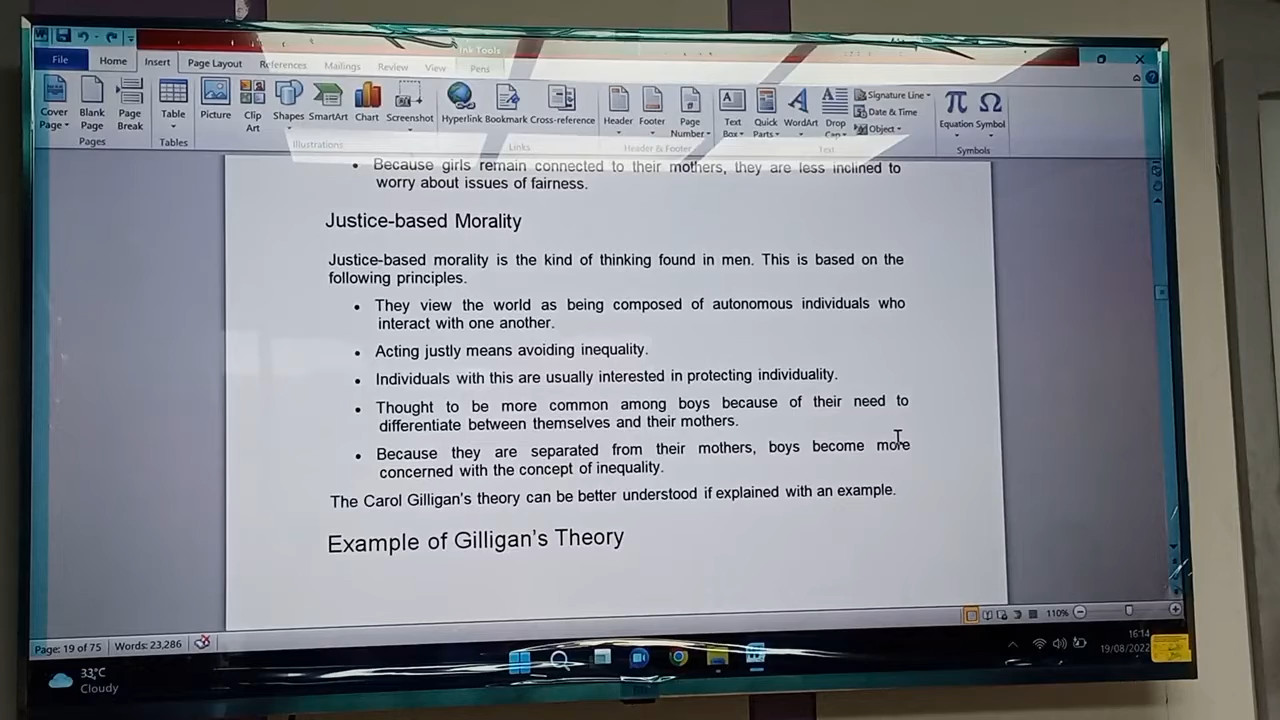 Ink Tools
File Home Insert Page Layout References Mailings Review View Pens
Cover Page Blank Page Page Break Table Picture Clip Art Shapes SmartArt Chart Screenshot Hyperlink Bookmark Cross-reference Header Footer Page Number Text Box Quick Parts WordArt Drop Cap Signature Line Date & Time Object Equation Symbol
Pages Tables Illustrations Links Header & Footer Text Symbols
• Because girls remain connected to their mothers, they are less inclined to
worry about issues of fairness.
Justice-based Morality
Justice-based morality is the kind of thinking found in men. This is based on the
following principles.
• They view the world as being composed of autonomous individuals who
interact with one another.
• Acting justly means avoiding inequality.
• Individuals with this are usually interested in protecting individuality.
• Thought to be more common among boys because of their need to
differentiate between themselves and their mothers.
• Because they are separated from their mothers, boys become more
concerned with the concept of inequality.
The Carol Gilligan's theory can be better understood if explained with an example.
Example of Gilligan's Theory
110%
Page: 19 of 75 Words: 23,286
16:14
19/08/2022
33°C
Cloudy